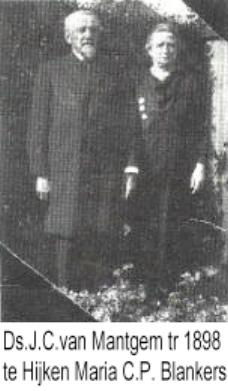 Ds.J.C.van Mantgem tr 1898
te Hijken Maria C.P. Blankers